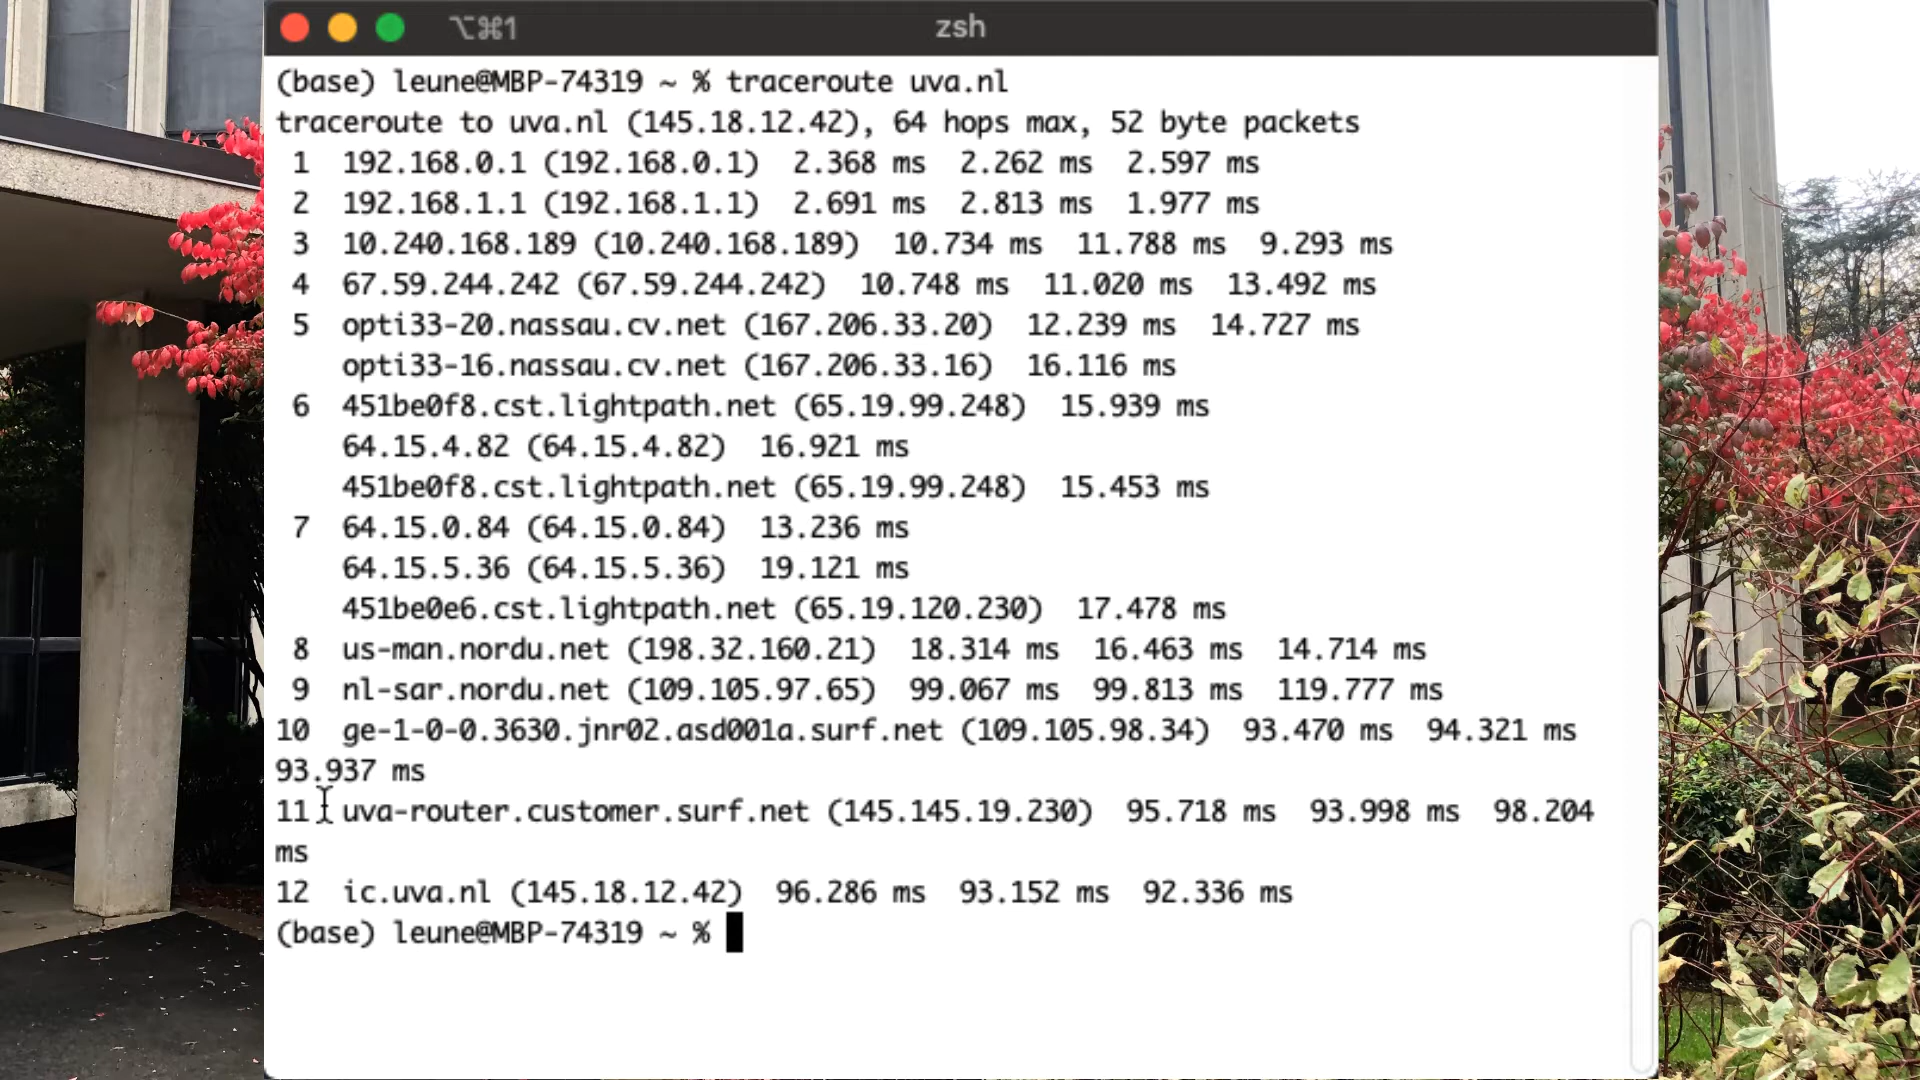 ⌥⌘1 zsh
(base) leune@MBP-74319 ~ % traceroute uva.nl
traceroute to uva.nl (145.18.12.42), 64 hops max, 52 byte packets
1 192.168.0.1 (192.168.0.1) 2.368 ms 2.262 ms 2.597 ms
2 192.168.1.1 (192.168.1.1) 2.691 ms 2.813 ms 1.977 ms
3 10.240.168.189 (10.240.168.189) 10.734 ms 11.788 ms 9.293 ms
4 67.59.244.242 (67.59.244.242) 10.748 ms 11.020 ms 13.492 ms
5 opti33-20.nassau.cv.net (167.206.33.20) 12.239 ms 14.727 ms
opti33-16.nassau.cv.net (167.206.33.16) 16.116 ms
6 451be0f8.cst.lightpath.net (65.19.99.248) 15.939 ms
64.15.4.82 (64.15.4.82) 16.921 ms
451be0f8.cst.lightpath.net (65.19.99.248) 15.453 ms
7 64.15.0.84 (64.15.0.84) 13.236 ms
64.15.5.36 (64.15.5.36) 19.121 ms
451be0e6.cst.lightpath.net (65.19.120.230) 17.478 ms
8 us-man.nordu.net (198.32.160.21) 18.314 ms 16.463 ms 14.714 ms
9 nl-sar.nordu.net (109.105.97.65) 99.067 ms 99.813 ms 119.777 ms
10 ge-1-0-0.3630.jnr02.asd001a.surf.net (109.105.98.34) 93.470 ms 94.321 ms
93.937 ms
11 uva-router.customer.surf.net (145.145.19.230) 95.718 ms 93.998 ms 98.204
ms
12 ic.uva.nl (145.18.12.42) 96.286 ms 93.152 ms 92.336 ms
(base) leune@MBP-74319 ~ %